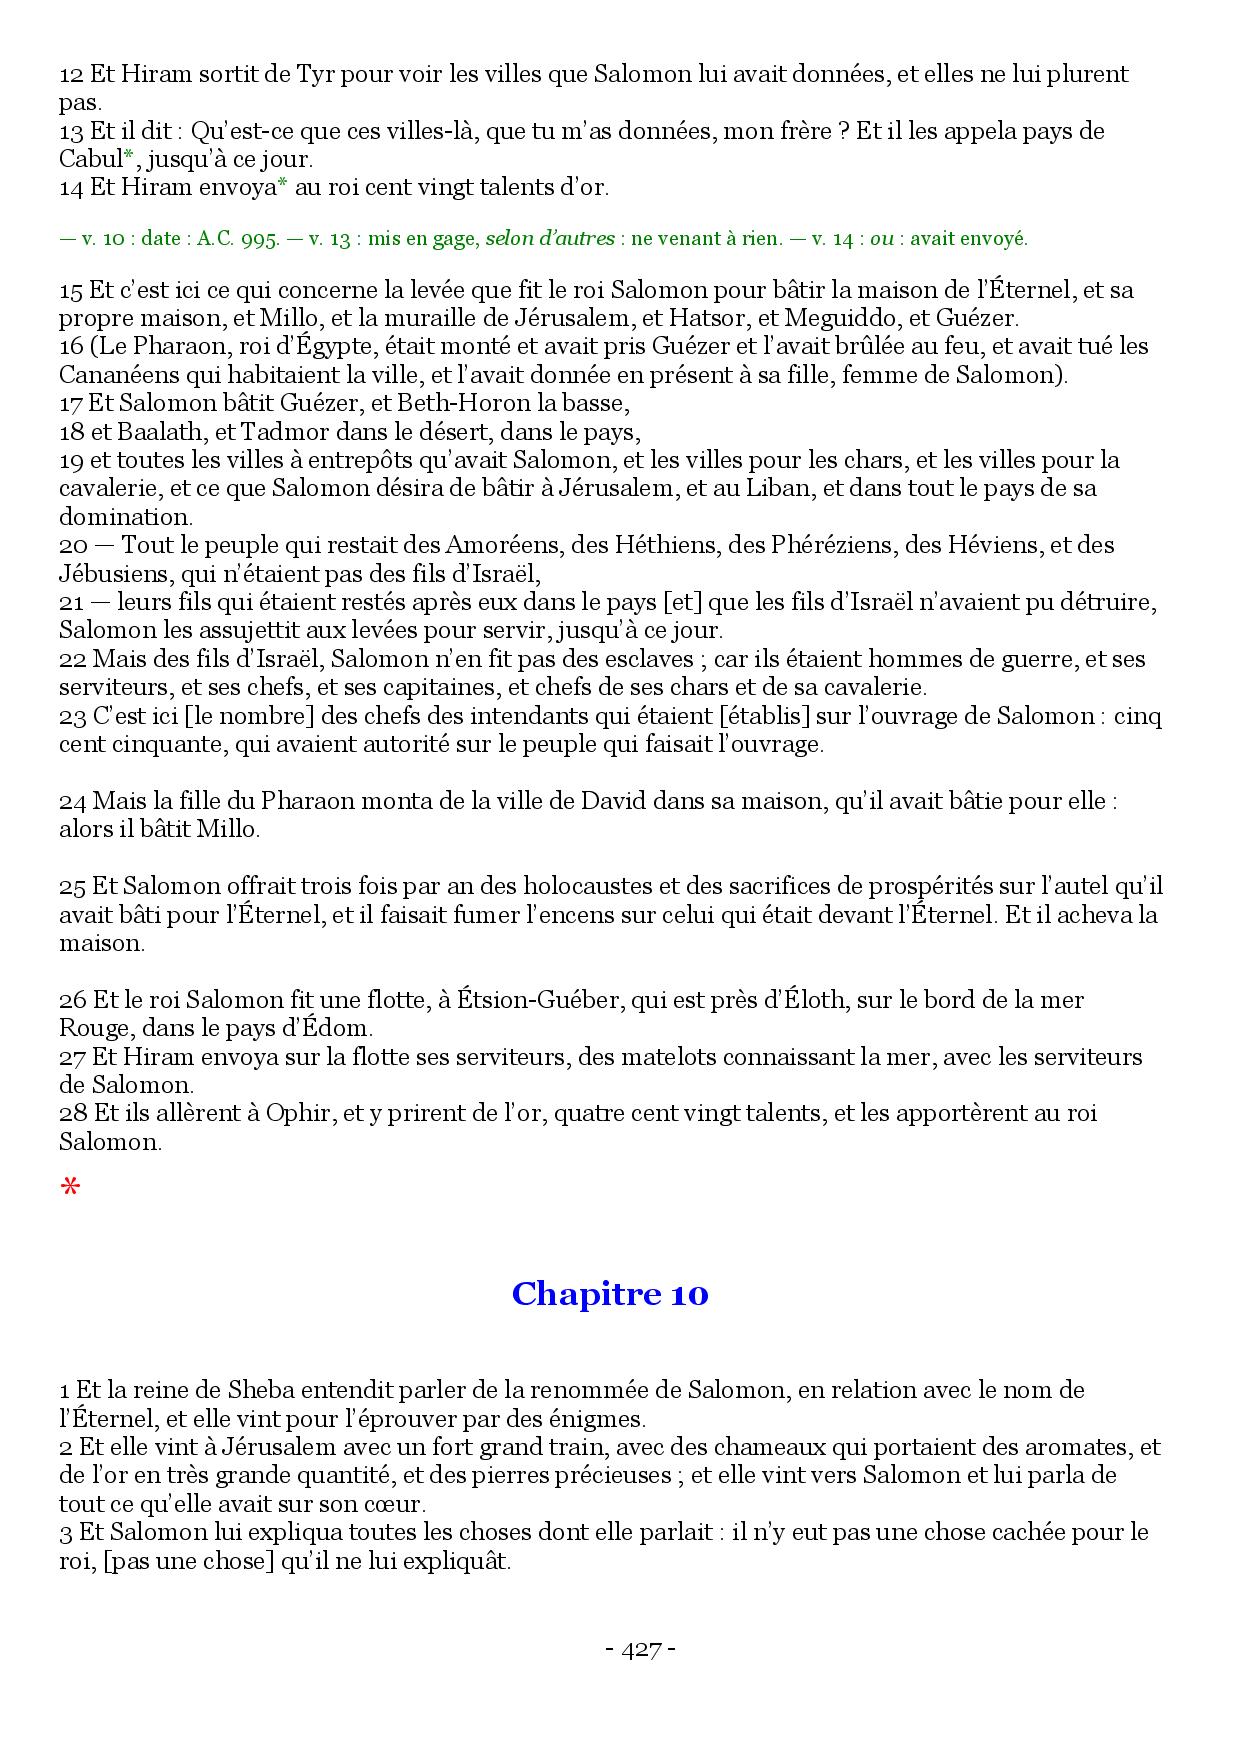 12 Et Hiram sortit de Tyr pour voir les villes que Salomon lui avait données, et elles ne lui plurent
pas.
13 Et il dit : Qu’est-ce que ces villes-là, que tu m’as données, mon frère ? Et il les appela pays de
Cabul*, jusqu’à ce jour.
14 Et Hiram envoya* au roi cent vingt talents d’or.
— v. 10 : date : A.C. 995. — v. 13 : mis en gage, selon d’autres : ne venant à rien. — v. 14 : ou : avait envoyé.
15 Et c’est ici ce qui concerne la levée que fit le roi Salomon pour bâtir la maison de l’Éternel, et sa
propre maison, et Millo, et la muraille de Jérusalem, et Hatsor, et Meguiddo, et Guézer.
16 (Le Pharaon, roi d’Égypte, était monté et avait pris Guézer et l’avait brûlée au feu, et avait tué les
Cananéens qui habitaient la ville, et l’avait donnée en présent à sa fille, femme de Salomon).
17 Et Salomon bâtit Guézer, et Beth-Horon la basse,
18 et Baalath, et Tadmor dans le désert, dans le pays,
19 et toutes les villes à entrepôts qu’avait Salomon, et les villes pour les chars, et les villes pour la
cavalerie, et ce que Salomon désira de bâtir à Jérusalem, et au Liban, et dans tout le pays de sa
domination.
20 — Tout le peuple qui restait des Amoréens, des Héthiens, des Phéréziens, des Héviens, et des
Jébusiens, qui n’étaient pas des fils d’Israël,
21 — leurs fils qui étaient restés après eux dans le pays [et] que les fils d’Israël n’avaient pu détruire,
Salomon les assujettit aux levées pour servir, jusqu’à ce jour.
22 Mais des fils d’Israël, Salomon n’en fit pas des esclaves ; car ils étaient hommes de guerre, et ses
serviteurs, et ses chefs, et ses capitaines, et chefs de ses chars et de sa cavalerie.
23 C’est ici [le nombre] des chefs des intendants qui étaient [établis] sur l’ouvrage de Salomon : cinq
cent cinquante, qui avaient autorité sur le peuple qui faisait l’ouvrage.
24 Mais la fille du Pharaon monta de la ville de David dans sa maison, qu’il avait bâtie pour elle :
alors il bâtit Millo.
25 Et Salomon offrait trois fois par an des holocaustes et des sacrifices de prospérités sur l’autel qu’il
avait bâti pour l’Éternel, et il faisait fumer l’encens sur celui qui était devant l’Éternel. Et il acheva la
maison.
26 Et le roi Salomon fit une flotte, à Étsion-Guéber, qui est près d’Éloth, sur le bord de la mer
Rouge, dans le pays d’Édom.
27 Et Hiram envoya sur la flotte ses serviteurs, des matelots connaissant la mer, avec les serviteurs
de Salomon.
28 Et ils allèrent à Ophir, et y prirent de l’or, quatre cent vingt talents, et les apportèrent au roi
Salomon.
*
Chapitre 10
1 Et la reine de Sheba entendit parler de la renommée de Salomon, en relation avec le nom de
l’Éternel, et elle vint pour l’éprouver par des énigmes.
2 Et elle vint à Jérusalem avec un fort grand train, avec des chameaux qui portaient des aromates, et
de l’or en très grande quantité, et des pierres précieuses ; et elle vint vers Salomon et lui parla de
tout ce qu’elle avait sur son cœur.
3 Et Salomon lui expliqua toutes les choses dont elle parlait : il n’y eut pas une chose cachée pour le
roi, [pas une chose] qu’il ne lui expliquât.
- 427 -